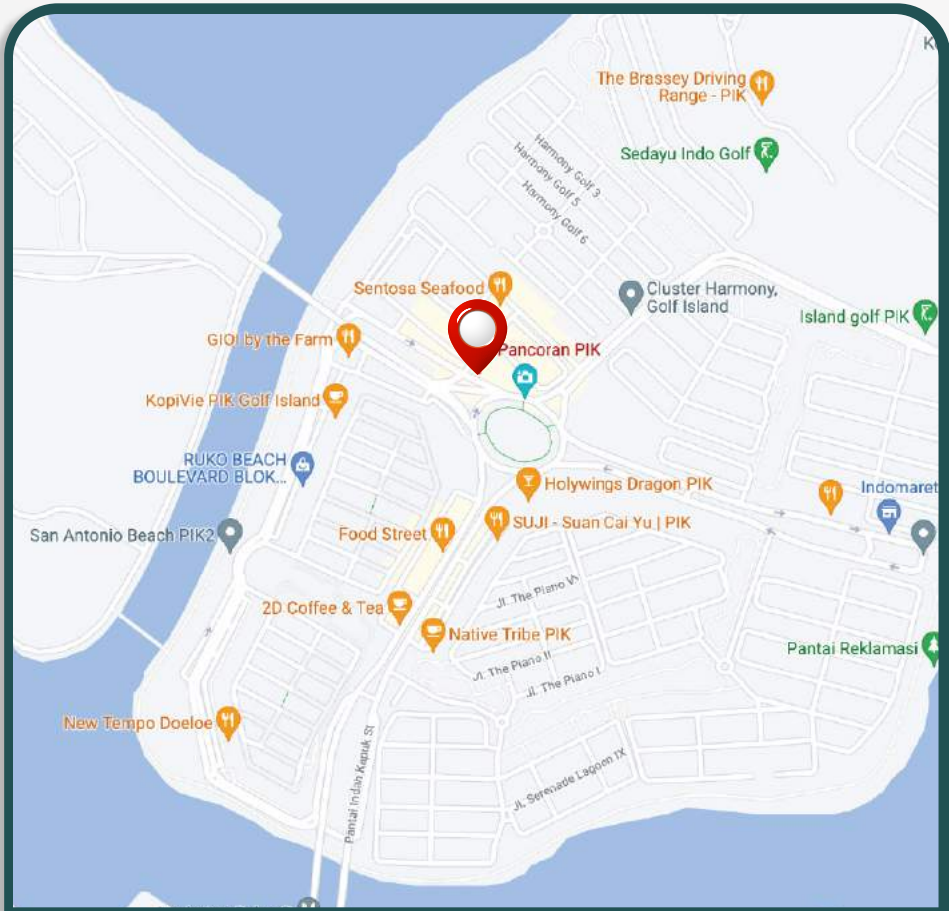 The Brassey Driving
Range - PIK
Sedayu Indo Golf
Harmony Golf 3
Harmony Golf 5
Harmony Golf 6
Sentosa Seafood
Cluster Harmony,
Golf Island
Island golf PIK
GIOI by the Farm
Pancoran PIK
KopiVie PIK Golf Island
RUKO BEACH
BOULEVARD BLOK...
Holywings Dragon PIK
Indomaret
SUJI - Suan Cai Yu | PIK
San Antonio Beach PIK2
Food Street
2D Coffee & Tea
Native Tribe PIK
Jl. The Piano II
Jl. The Piano I
Pantai Reklamasi
New Tempo Doeloe
Pantai Indah Kapuk St
Jl. Serenade Lagoon IX